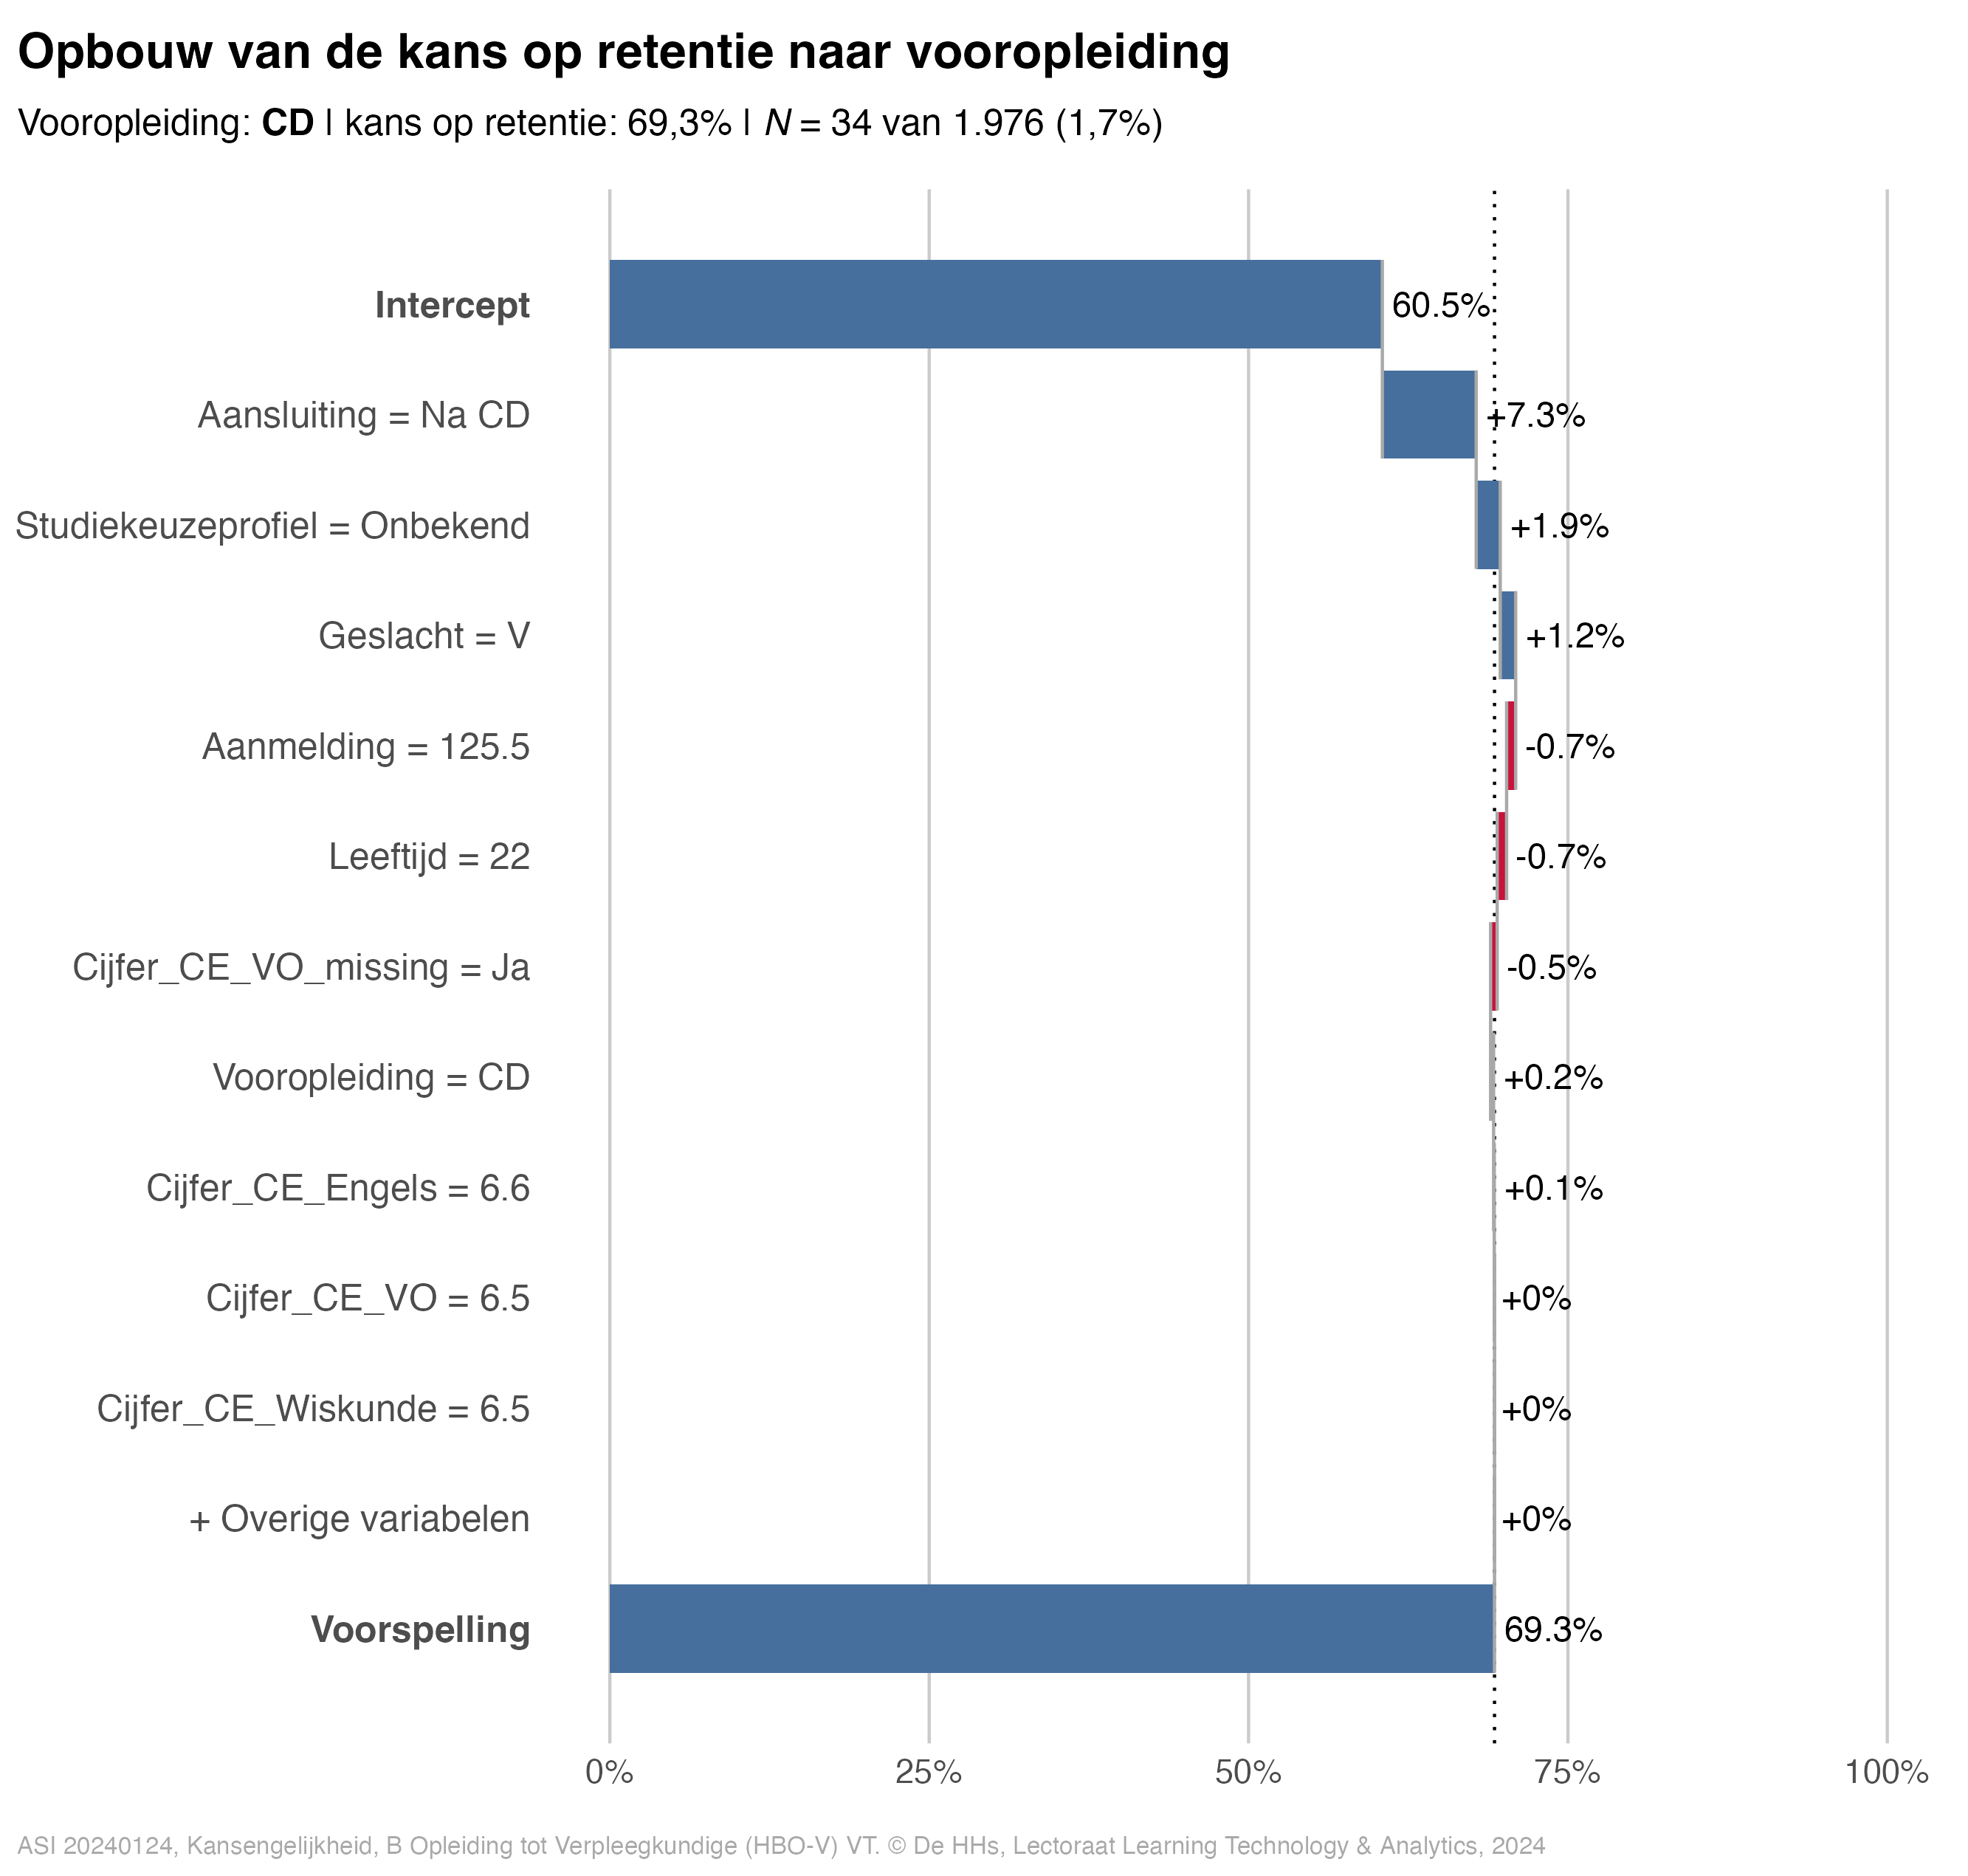 Opbouw van de kans op retentie naar vooropleiding
Vooropleiding: CD | kans op retentie: 69,3% | N = 34 van 1.976 (1,7%)
Intercept 60.5%
Aansluiting = Na CD +7.3%
Studiekeuzeprofiel = Onbekend +1.9%
Geslacht = V +1.2%
Aanmelding = 125.5 -0.7%
Leeftijd = 22 -0.7%
Cijfer_CE_VO_missing = Ja -0.5%
Vooropleiding = CD +0.2%
Cijfer_CE_Engels = 6.6 +0.1%
Cijfer_CE_VO = 6.5 +0%
Cijfer_CE_Wiskunde = 6.5 +0%
+ Overige variabelen +0%
Voorspelling 69.3%
0% 25% 50% 75% 100%
ASI 20240124, Kansengelijkheid, B Opleiding tot Verpleegkundige (HBO-V) VT. © De HHs, Lectoraat Learning Technology & Analytics, 2024